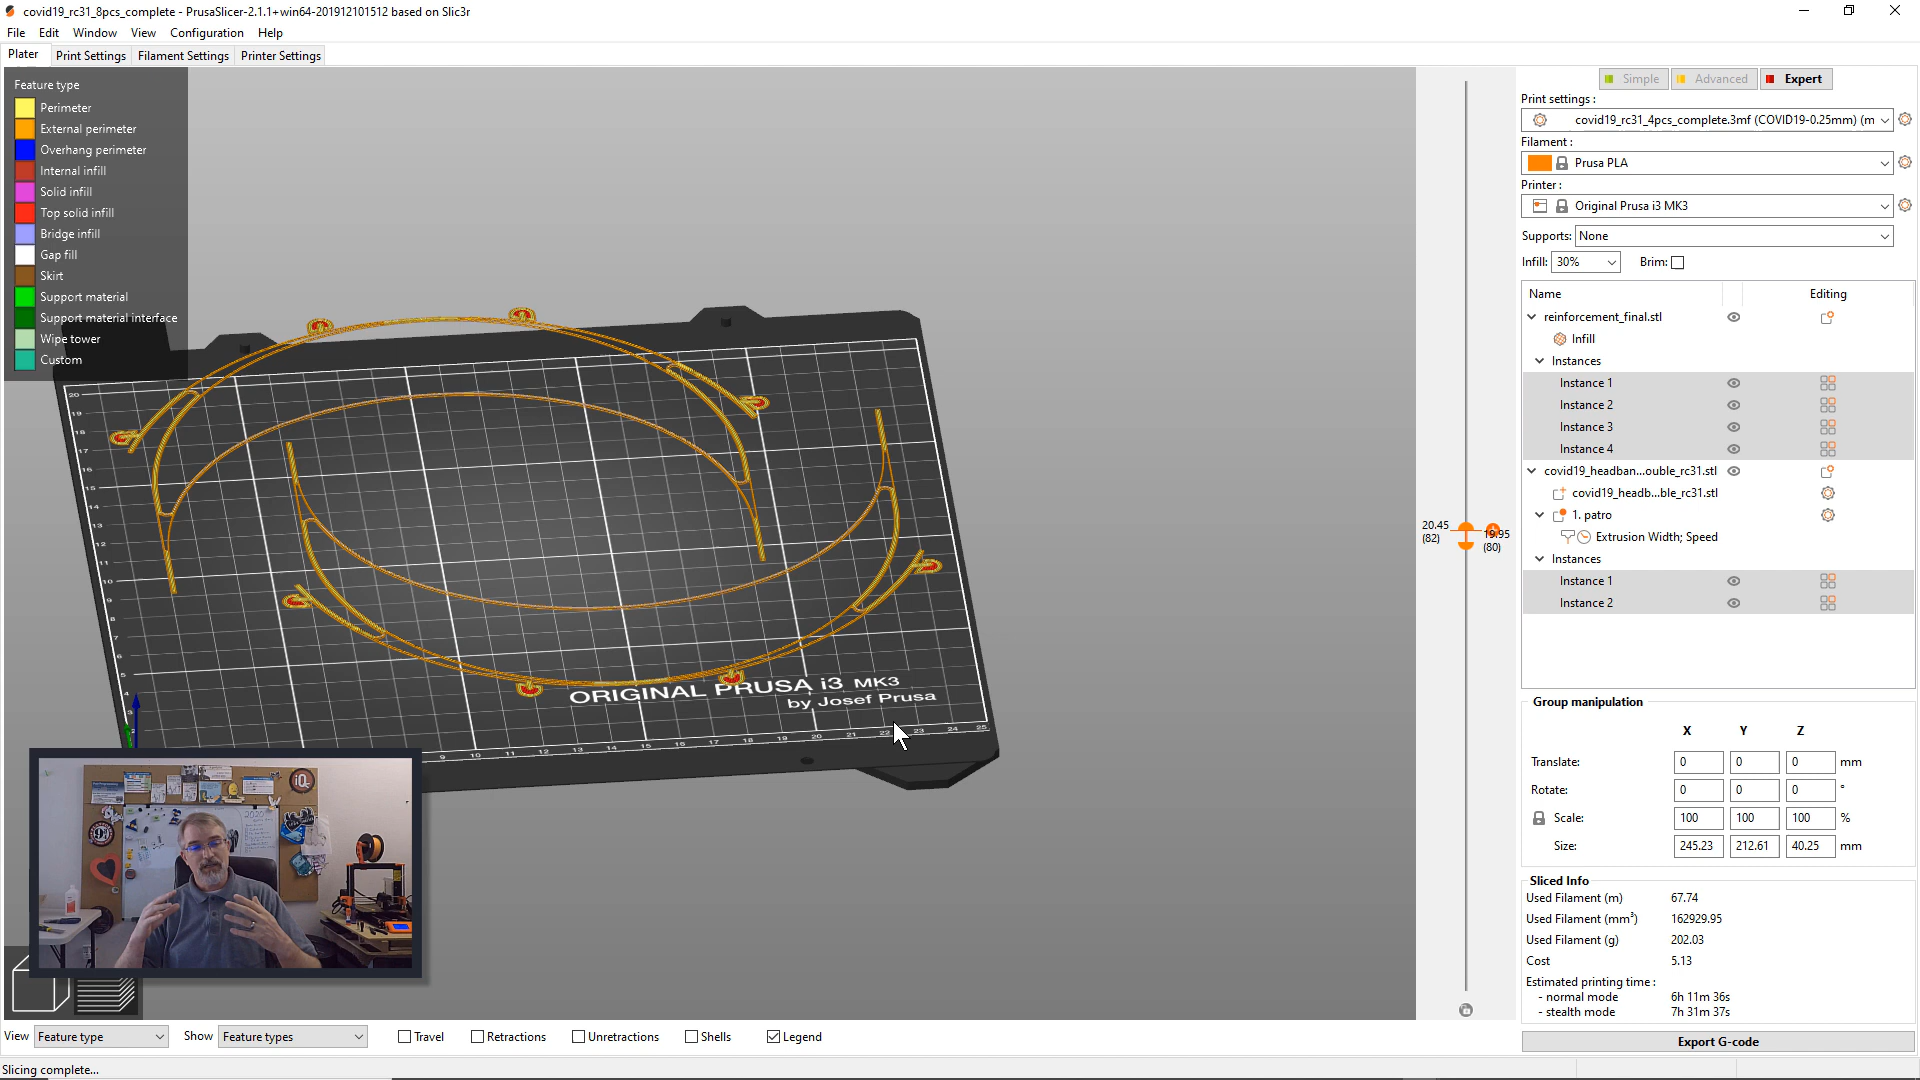 covid19_rc31_8pcs_complete - PrusaSlicer-2.1.1+win64-201912101512 based on Slic3r
File Edit Window View Configuration Help
Plater Print Settings Filament Settings Printer Settings
Feature type
Perimeter
External perimeter
Overhang perimeter
Internal infill
Solid infill
Top solid infill
Bridge infill
Gap fill
Skirt
Support material
Support material interface
Wipe tower
Custom
ORIGINAL PRUSA i3 MK3
by Josef Prusa
20.45
(82)
19.95
(80)
Simple Advanced Expert
Print settings :
covid19_rc31_4pcs_complete.3mf (COVID19-0.25mm) (m
Filament :
Prusa PLA
Printer :
Original Prusa i3 MK3
Supports: None
Infill: 30% Brim:
Name Editing
reinforcement_final.stl
Infill
Instances
Instance 1
Instance 2
Instance 3
Instance 4
covid19_headban...ouble_rc31.stl
covid19_headb...ble_rc31.stl
1. patro
Extrusion Width; Speed
Instances
Instance 1
Instance 2
Group manipulation
X Y Z
Translate: 0 0 0 mm
Rotate: 0 0 0 °
Scale: 100 100 100 %
Size: 245.23 212.61 40.25 mm
Sliced Info
Used Filament (m) 67.74
Used Filament (mm³) 162929.95
Used Filament (g) 202.03
Cost 5.13
Estimated printing time :
- normal mode 6h 11m 36s
- stealth mode 7h 31m 37s
Export G-code
View Feature type Show Feature types Travel Retractions Unretractions Shells Legend
Slicing complete...